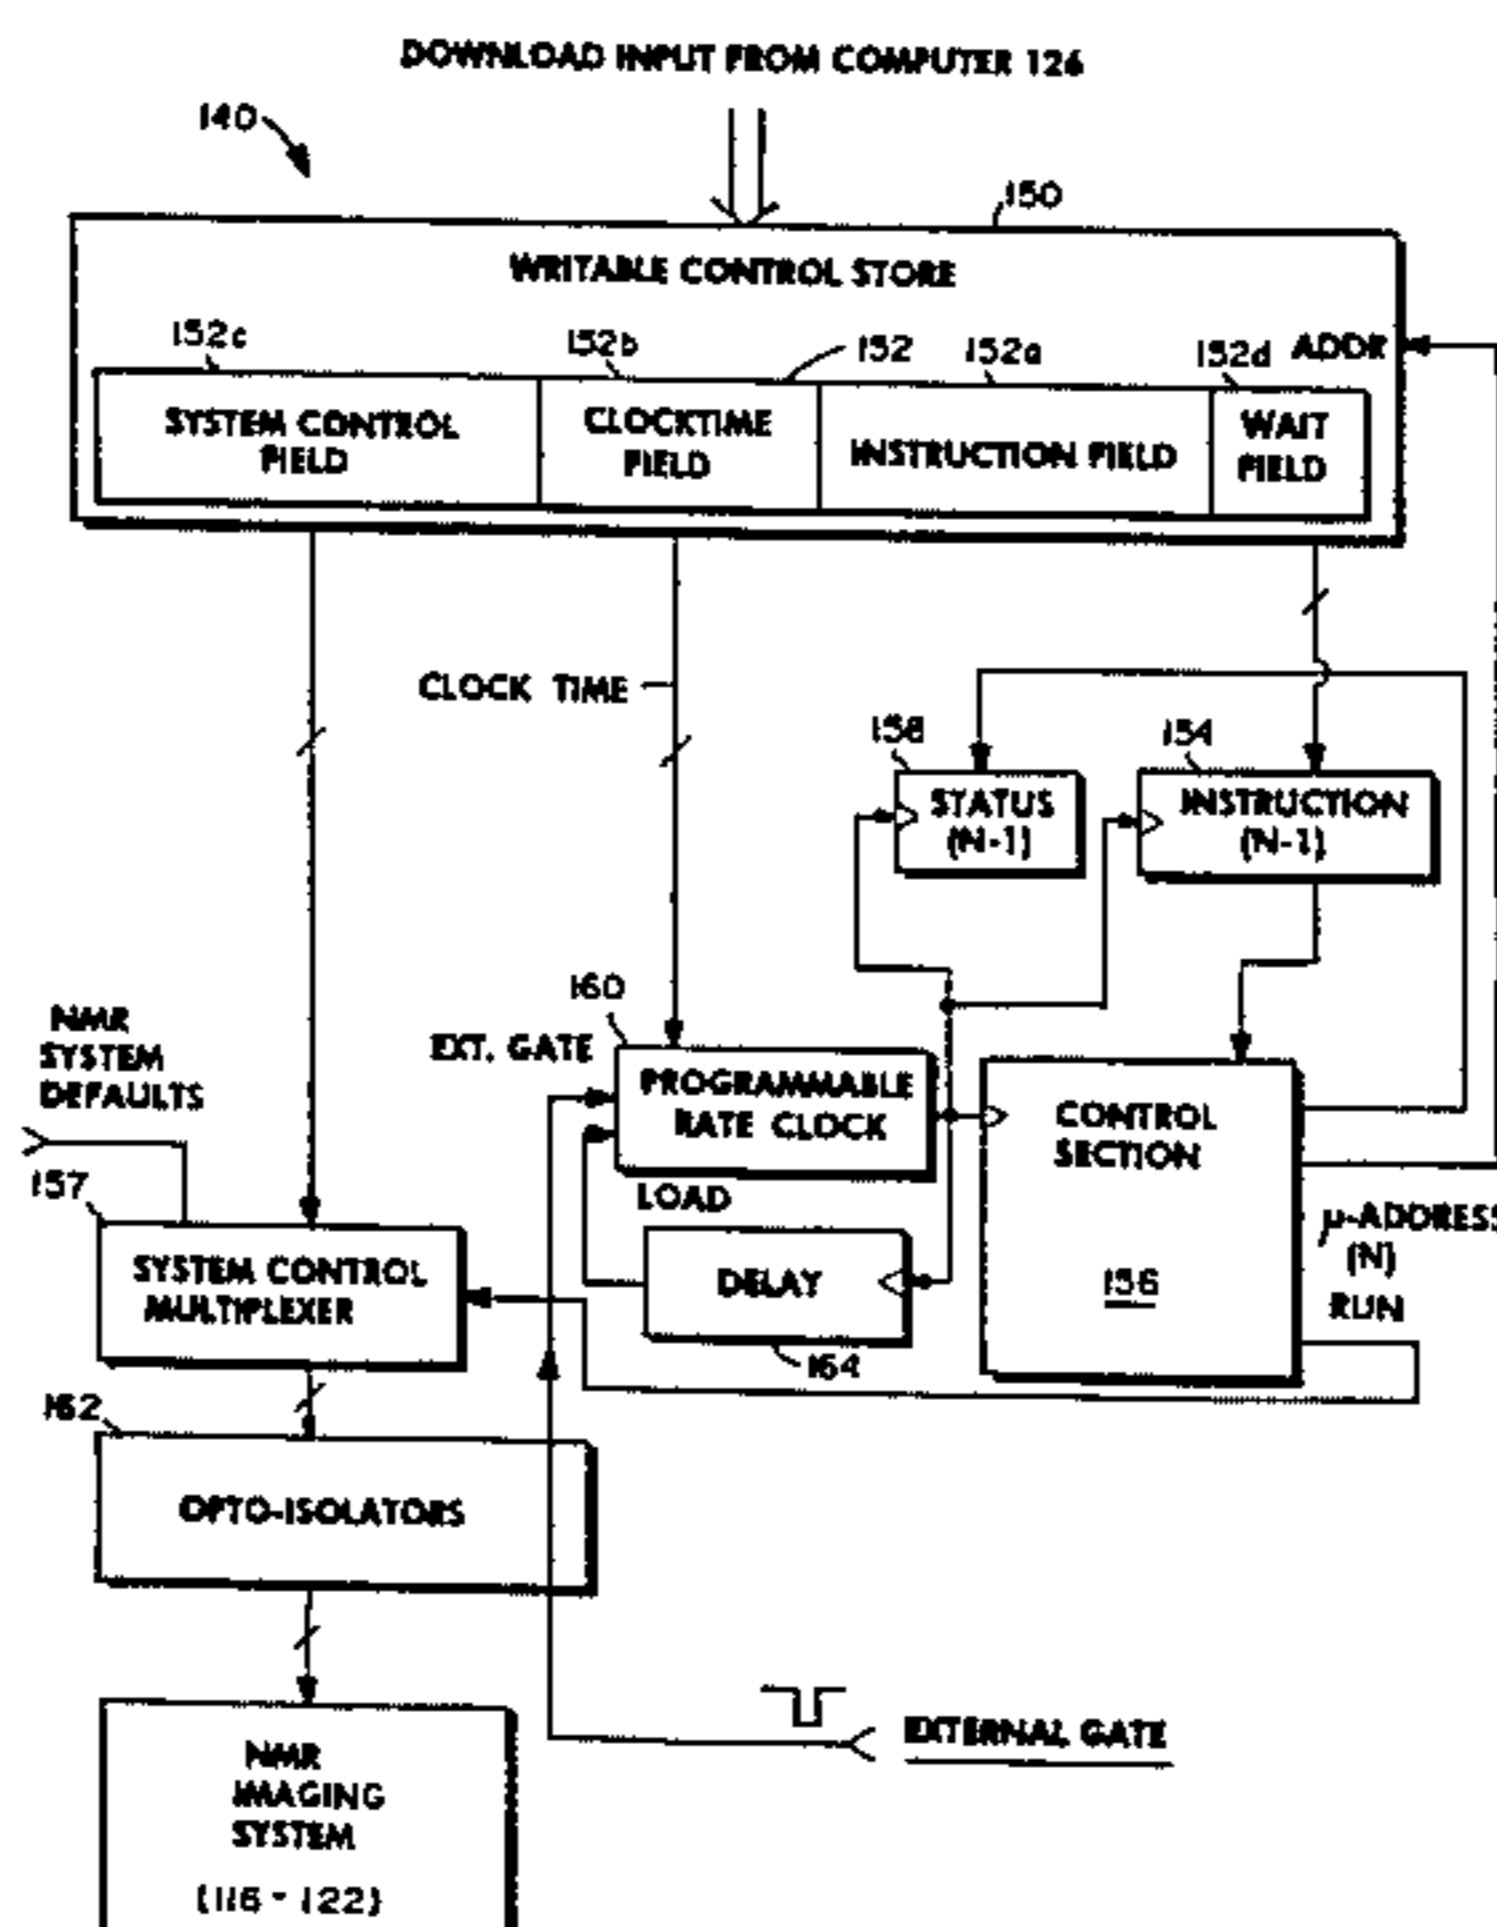 DOWNLOAD INPUT FROM COMPUTER 126
140
150
WRITABLE CONTROL STORE
152c
152b
152
152a
152d
ADDR
SYSTEM CONTROL
FIELD
CLOCKTIME
FIELD
INSTRUCTION FIELD
WAIT
FIELD
CLOCK TIME
158
154
STATUS
(N-1)
INSTRUCTION
(N-1)
160
NMR
SYSTEM
DEFAULTS
EXT. GATE
PROGRAMMABLE
RATE CLOCK
CONTROL
SECTION
157
LOAD
μ-ADDRESS
(N)
SYSTEM CONTROL
MULTIPLEXER
DELAY
156
RUN
164
162
OPTO-ISOLATORS
EXTERNAL GATE
NMR
IMAGING
SYSTEM
(116-122)